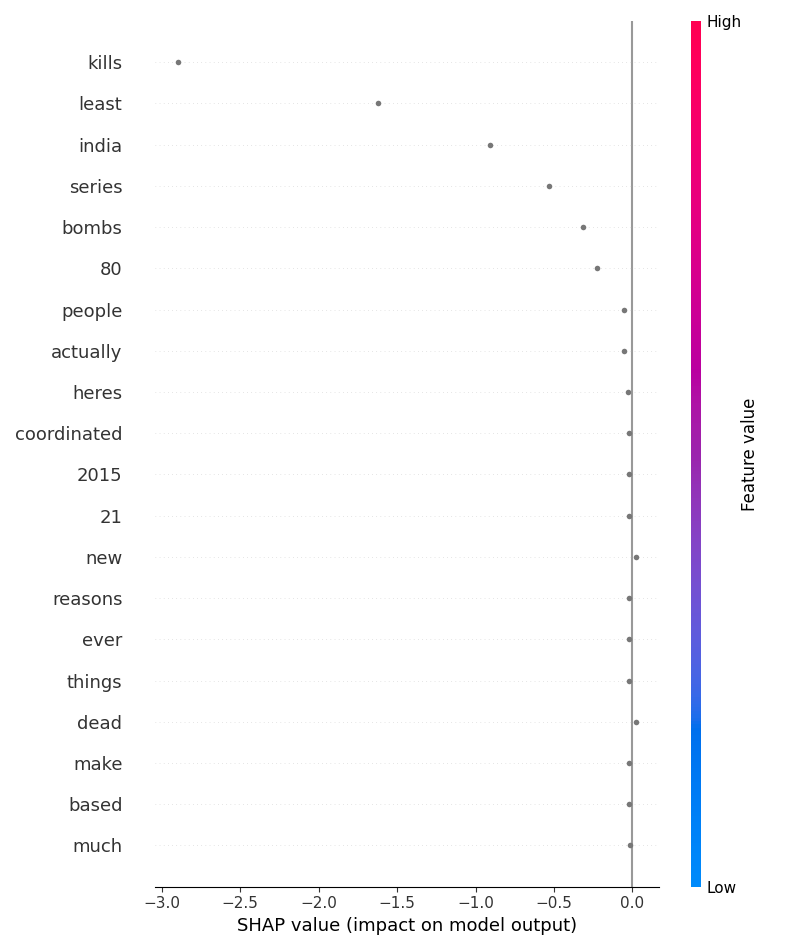 High
kills
least
india
series
bombs
80
people
actually
heres
coordinated
2015
21
new
reasons
ever
things
dead
make
based
much
Feature value
Low
−3.0 −2.5 −2.0 −1.5 −1.0 −0.5 0.0
SHAP value (impact on model output)